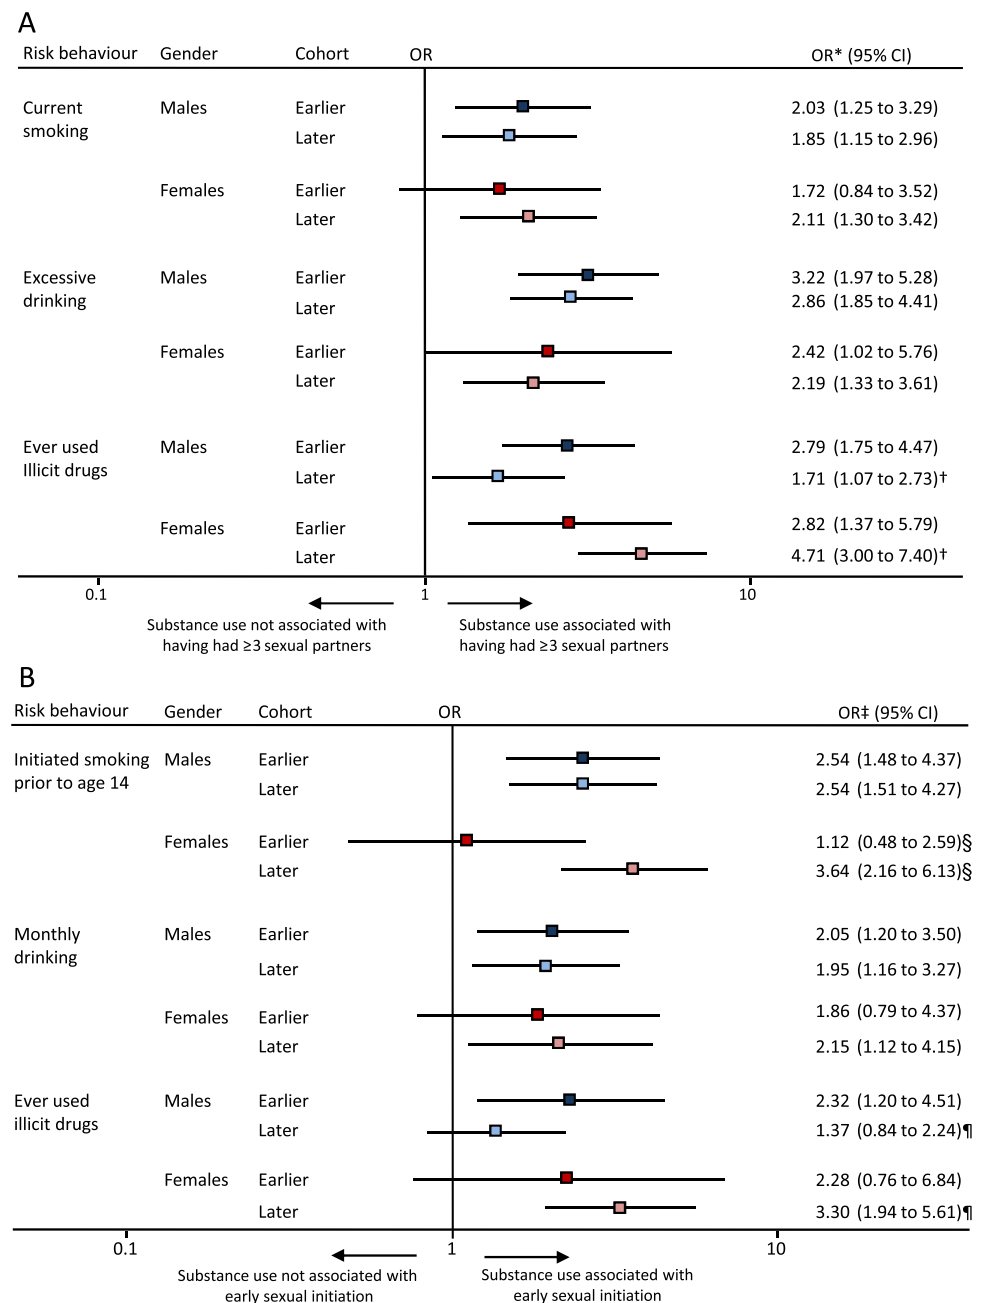 A
Risk behaviour Gender Cohort OR OR* (95% CI)
Current smoking Males Earlier 2.03 (1.25 to 3.29)
Later 1.85 (1.15 to 2.96)
Females Earlier 1.72 (0.84 to 3.52)
Later 2.11 (1.30 to 3.42)
Excessive drinking Males Earlier 3.22 (1.97 to 5.28)
Later 2.86 (1.85 to 4.41)
Females Earlier 2.42 (1.02 to 5.76)
Later 2.19 (1.33 to 3.61)
Ever used Illicit drugs Males Earlier 2.79 (1.75 to 4.47)
Later 1.71 (1.07 to 2.73)†
Females Earlier 2.82 (1.37 to 5.79)
Later 4.71 (3.00 to 7.40)†
0.1 1 10
Substance use not associated with
having had ≥3 sexual partners
Substance use associated with
having had ≥3 sexual partners
B
Risk behaviour Gender Cohort OR OR‡ (95% CI)
Initiated smoking prior to age 14 Males Earlier 2.54 (1.48 to 4.37)
Later 2.54 (1.51 to 4.27)
Females Earlier 1.12 (0.48 to 2.59)§
Later 3.64 (2.16 to 6.13)§
Monthly drinking Males Earlier 2.05 (1.20 to 3.50)
Later 1.95 (1.16 to 3.27)
Females Earlier 1.86 (0.79 to 4.37)
Later 2.15 (1.12 to 4.15)
Ever used illicit drugs Males Earlier 2.32 (1.20 to 4.51)
Later 1.37 (0.84 to 2.24)¶
Females Earlier 2.28 (0.76 to 6.84)
Later 3.30 (1.94 to 5.61)¶
0.1 1 10
Substance use not associated with
early sexual initiation
Substance use associated with
early sexual initiation